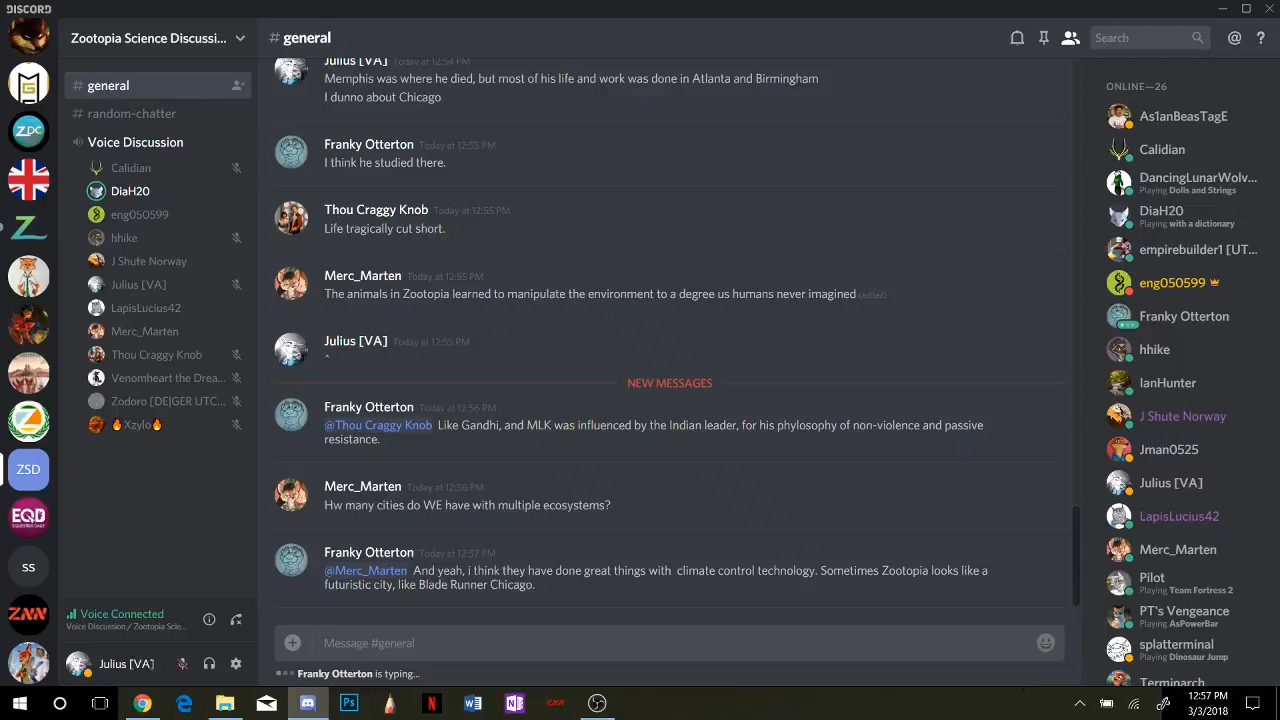 DISCORD
Zootopia Science Discussi...
# general
Search
@
?
MG
ZDC
ZSD
EQD
EQUESTRIA DAILY
ss
ZNN
# general
# random-chatter
Voice Discussion
Calidian
DiaH20
eng050599
hhike
J Shute Norway
Julius [VA]
LapisLucius42
Merc_Marten
Thou Craggy Knob
Venomheart the Drea...
Zodoro [DE|GER UTC...
🔥Xzylo🔥
Voice Connected
Voice Discussion / Zootopia Scie...
Julius [VA]
Julius [VA] Today at 12:54 PM
Memphis was where he died, but most of his life and work was done in Atlanta and Birmingham
I dunno about Chicago
Franky Otterton Today at 12:55 PM
I think he studied there.
Thou Craggy Knob Today at 12:55 PM
Life tragically cut short.
Merc_Marten Today at 12:55 PM
The animals in Zootopia learned to manipulate the environment to a degree us humans never imagined (edited)
Julius [VA] Today at 12:55 PM
^
NEW MESSAGES
Franky Otterton Today at 12:56 PM
@Thou Craggy Knob Like Gandhi, and MLK was influenced by the Indian leader, for his phylosophy of non-violence and passive
resistance.
Merc_Marten Today at 12:56 PM
Hw many cities do WE have with multiple ecosystems?
Franky Otterton Today at 12:57 PM
@Merc_Marten And yeah, i think they have done great things with climate control technology. Sometimes Zootopia looks like a
futuristic city, like Blade Runner Chicago.
Message #general
Franky Otterton is typing...
ONLINE—26
As1anBeasTagE
Calidian
DancingLunarWolv...
Playing Dolls and Strings
DiaH20
Playing with a dictionary
empirebuilder1 [UT...
eng050599
Franky Otterton
hhike
IanHunter
J Shute Norway
Jman0525
Julius [VA]
LapisLucius42
Merc_Marten
Pilot
Playing Team Fortress 2
PT's Vengeance
Playing AsPowerBar
splatterminal
Playing Dinosaur Jump
Terminarch
Ps
N
W
N
ZNN
12:57 PM
3/3/2018